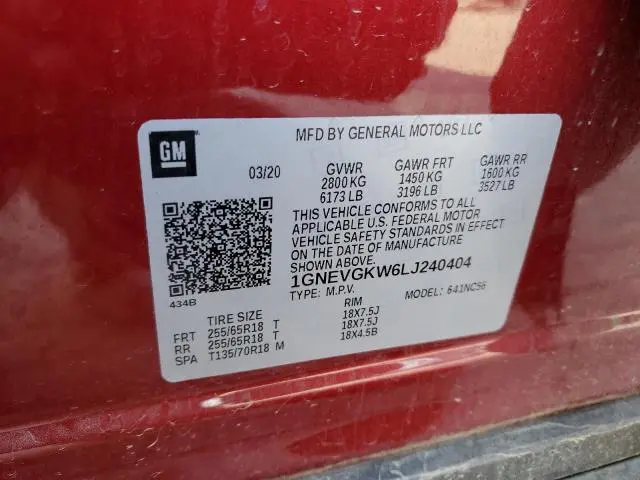 GM
MFD BY GENERAL MOTORS LLC
03/20 GVWR GAWR FRT GAWR RR
2800 KG 1450 KG 1600 KG
6173 LB 3196 LB 3527 LB
THIS VEHICLE CONFORMS TO ALL
APPLICABLE U.S. FEDERAL MOTOR
VEHICLE SAFETY STANDARDS IN EFFECT
ON THE DATE OF MANUFACTURE
SHOWN ABOVE.
1GNEVGKW6LJ240404
434B
TYPE: M.P.V. MODEL: 641NC56
TIRE SIZE RIM
FRT 255/65R18 T 18X7.5J
RR 255/65R18 T 18X7.5J
SPA T135/70R18 M 18X4.5B